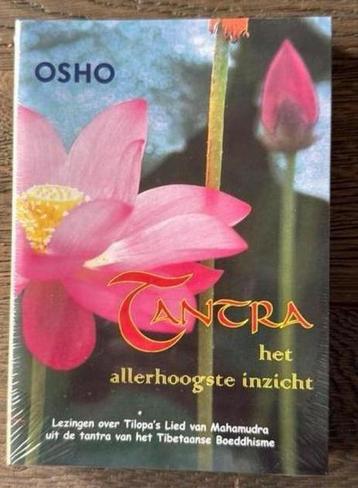 OSHO
TANTRA
het
allerhoogste inzicht
Lezingen over Tilopa's Lied van Mahamudra
uit de tantra van het Tibetaanse Boeddhisme